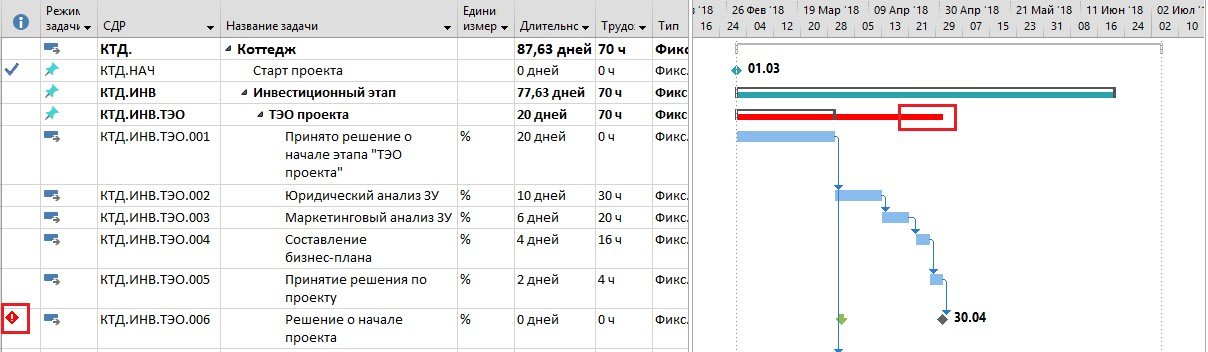 Режим задачи СДР Название задачи Едини измер Длительнс Трудо: Тип
КТД. Коттедж 87,63 дней 70 ч Фикс
КТД.НАЧ Старт проекта 0 дней 0 ч Фикс.
КТД.ИНВ Инвестиционный этап 77,63 дней 70 ч Фикс.
КТД.ИНВ.ТЭО ТЭО проекта 20 дней 70 ч Фикс.
КТД.ИНВ.ТЭО.001 Принято решение о % 20 дней 0 ч Фикс.
начале этапа "ТЭО
проекта"
КТД.ИНВ.ТЭО.002 Юридический анализ ЗУ % 10 дней 30 ч Фикс.
КТД.ИНВ.ТЭО.003 Маркетинговый анализ ЗУ % 6 дней 20 ч Фикс.
КТД.ИНВ.ТЭО.004 Составление % 4 дней 16 ч Фикс.
бизнес-плана
КТД.ИНВ.ТЭО.005 Принятие решения по % 2 дней 4 ч Фикс.
проекту
КТД.ИНВ.ТЭО.006 Решение о начале % 0 дней 0 ч Фикс.
проекта
в '18 26 Фев '18 19 Мар '18 09 Апр '18 30 Апр '18 21 Май '18 11 Июн '18 02 Июл
16 24 04 12 20 28 05 13 21 29 07 15 23 31 08 16 24 02 10
01.03
30.04